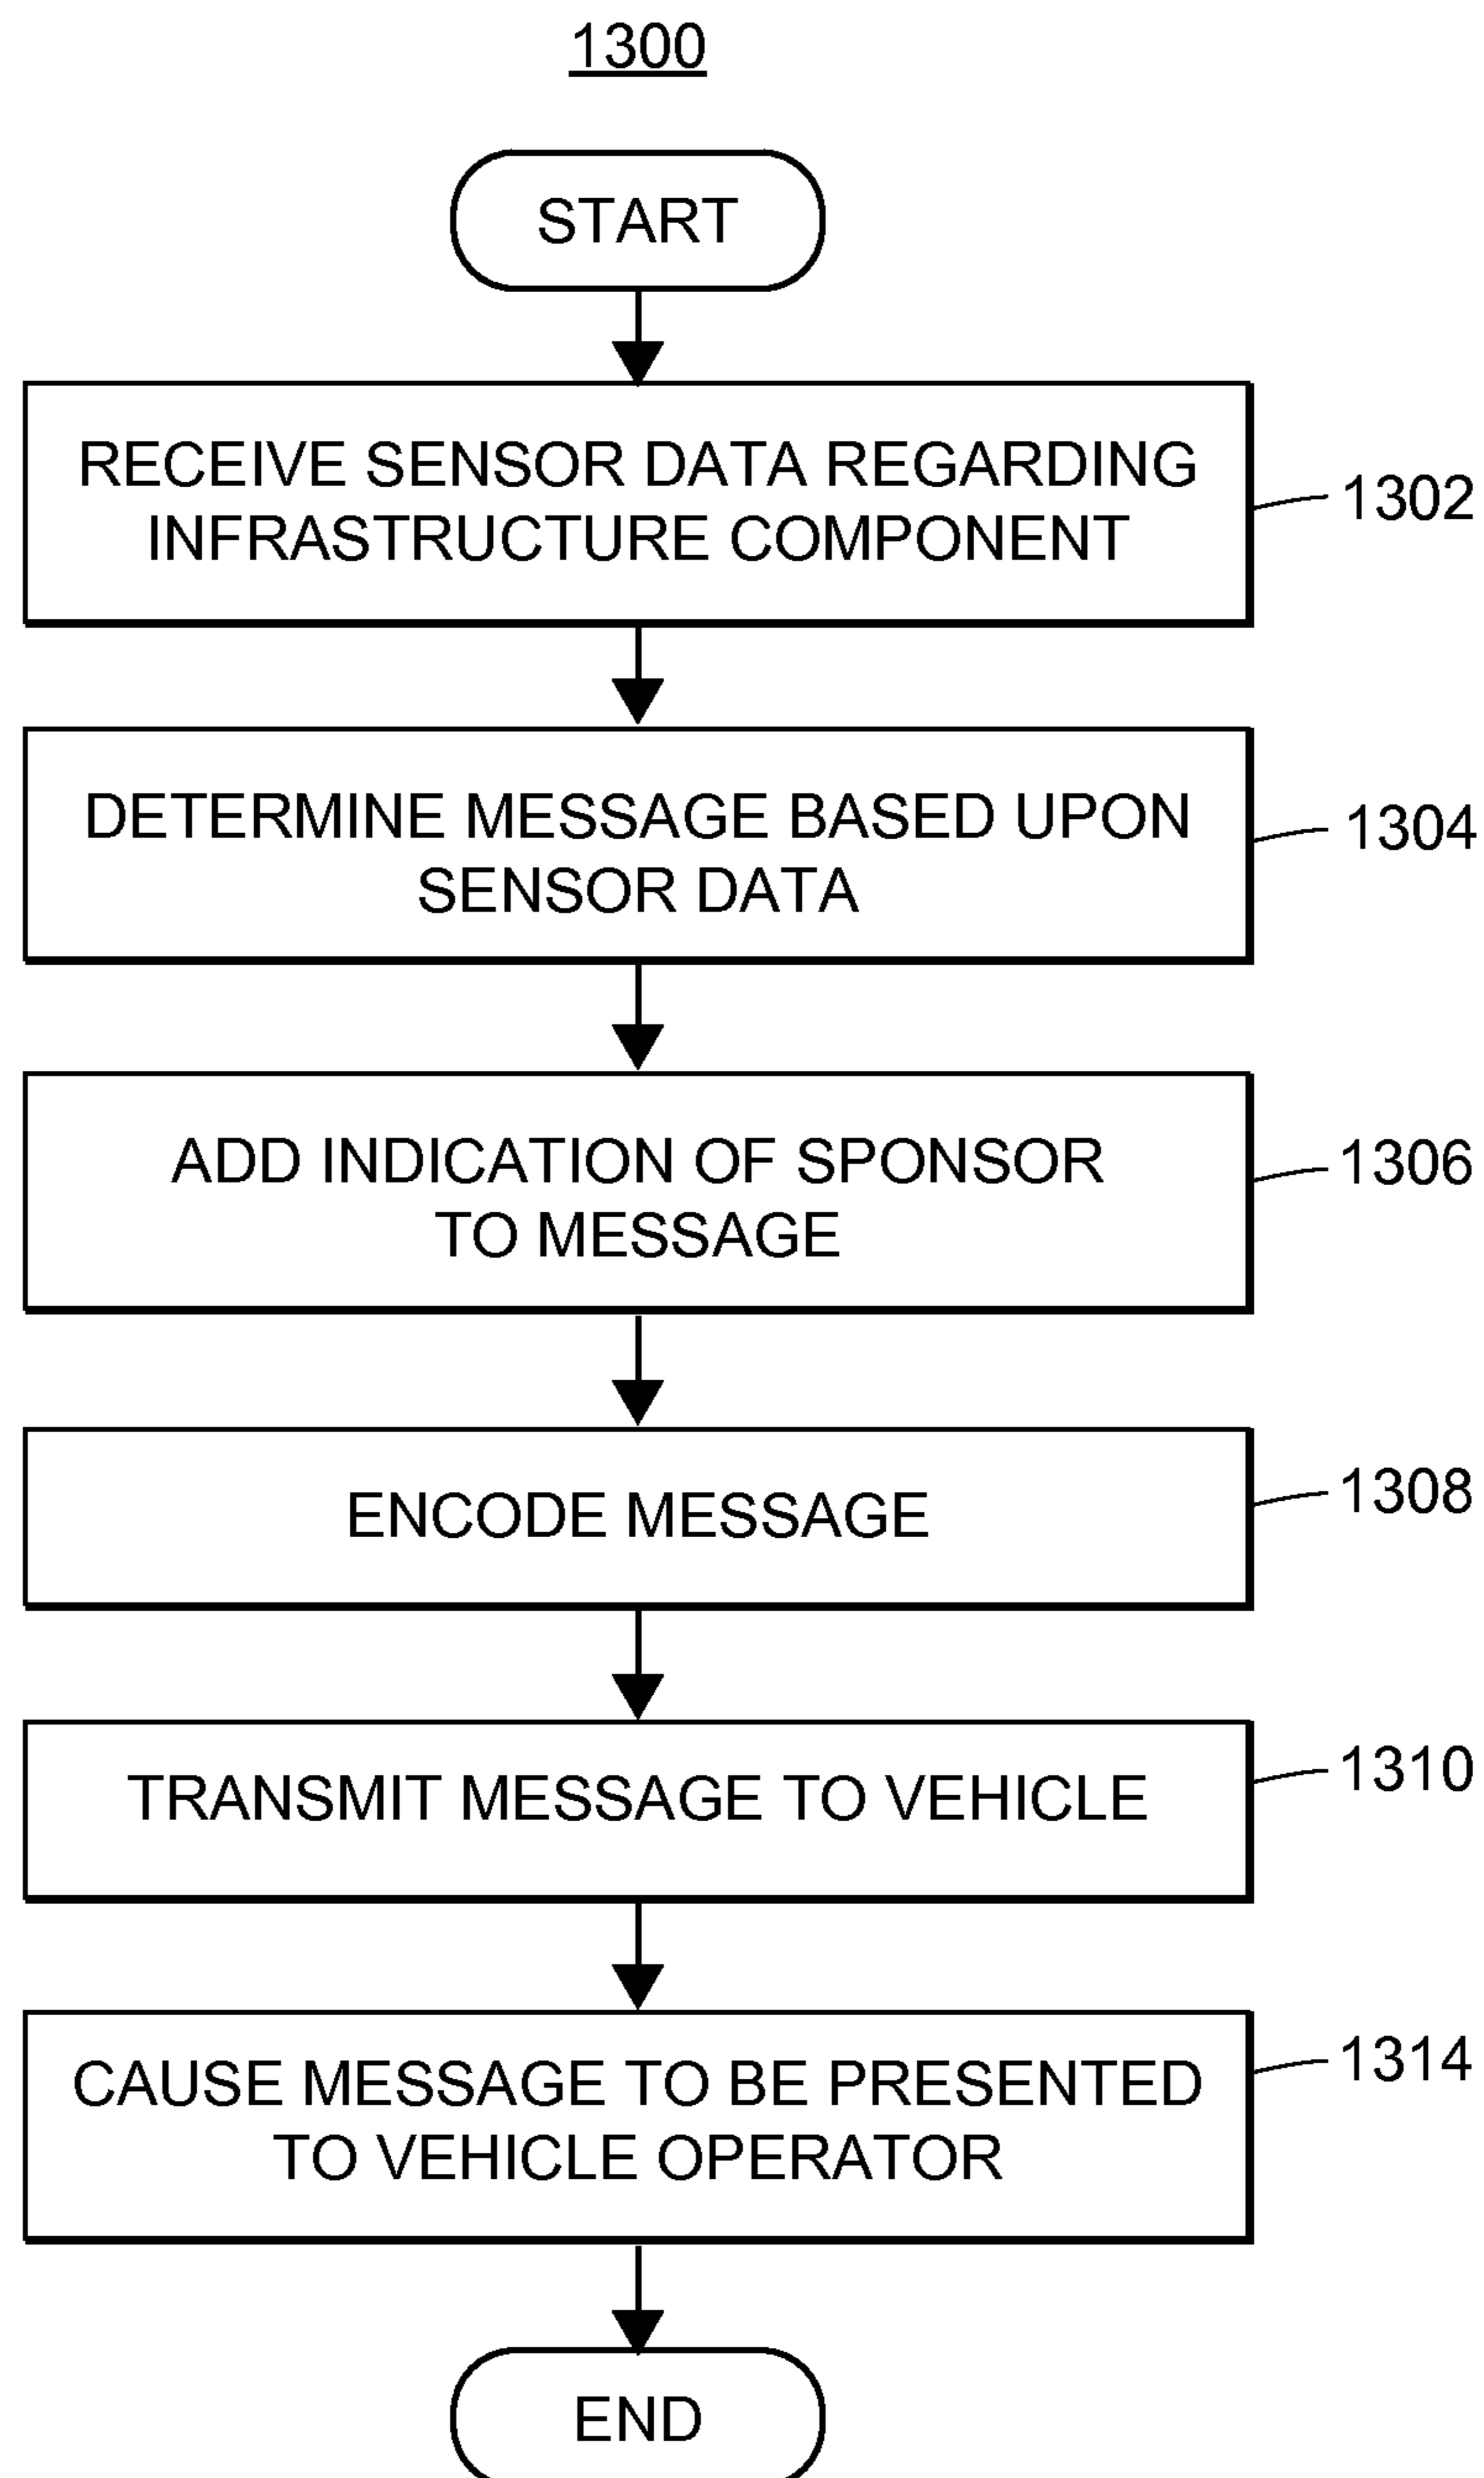 1300
START
RECEIVE SENSOR DATA REGARDING
INFRASTRUCTURE COMPONENT
1302
DETERMINE MESSAGE BASED UPON
SENSOR DATA
1304
ADD INDICATION OF SPONSOR
TO MESSAGE
1306
ENCODE MESSAGE
1308
TRANSMIT MESSAGE TO VEHICLE
1310
CAUSE MESSAGE TO BE PRESENTED
TO VEHICLE OPERATOR
1314
END